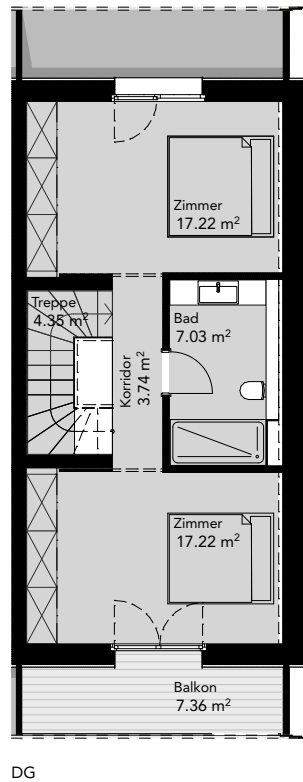 Zimmer
17.22 m²
Treppe
4.35 m²
Bad
7.03 m²
Korridor
3.74 m²
Zimmer
17.22 m²
Balkon
7.36 m²
DG